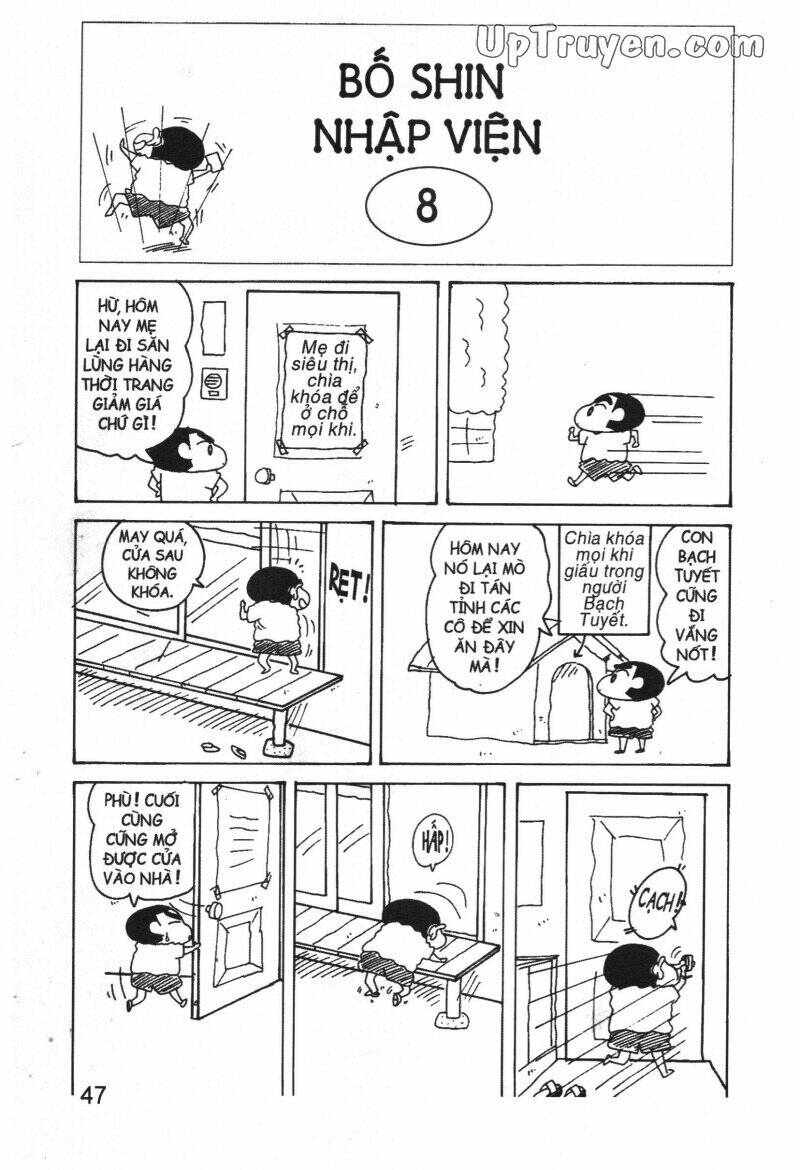 UpTruyen.com
BỐ SHIN
NHẬP VIỆN
8
Mẹ đi
siêu thị,
chìa
khóa để
ở chỗ
mọi khi.
HỪ, HÔM
NAY MẸ
LẠI ĐI SĂN
LÙNG HÀNG
THỜI TRANG
GIẢM GIÁ
CHỨ GÌ!
CON
BẠCH
TUYẾT
CŨNG
ĐI
VẮNG
NỐT!
Chìa khóa
mọi khi
giấu trong
người
Bạch
Tuyết.
HÔM NAY
NÓ LẠI MÒ
ĐI TÁN
TỈNH CÁC
CÔ ĐỂ XIN
ĂN ĐÂY
MÀ!
RẸT!
MAY QUÁ,
CỬA SAU
KHÔNG
KHÓA.
CẠCH!
HẤP!
PHÙ! CUỐI
CÙNG
CŨNG MỞ
ĐƯỢC CỬA
VÀO NHÀ!
47